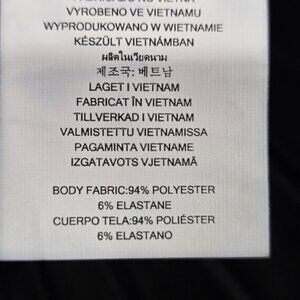 VYROBENO VE VIETNAMU
WYPRODUKOWANO W WIETNAMIE
KÉSZÜLT VIETNÁMBAN
ผลิตในเวียดนาม
제조국: 베트남
LAGET I VIETNAM
FABRICAT ÎN VIETNAM
TILLVERKAD I VIETNAM
VALMISTETTU VIETNAMISSA
PAGAMINTA VIETNAME
IZGATAVOTS VJETNAMĀ
BODY FABRIC:94% POLYESTER
6% ELASTANE
CUERPO TELA:94% POLIÉSTER
6% ELASTANO